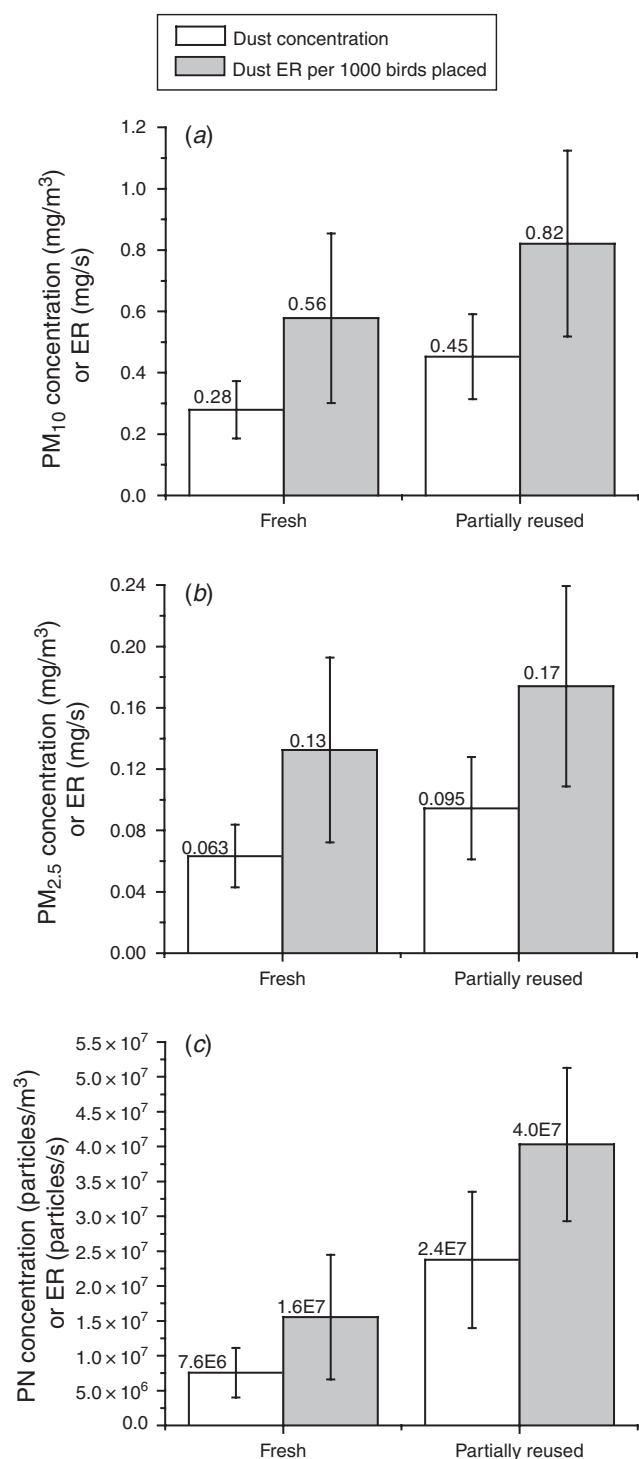 Dust concentration
Dust ER per 1000 birds placed
(a)
PM10 concentration (mg/m3)
or ER (mg/s)
1.2
1.0
0.8
0.6
0.4
0.2
0.0
0.28
0.56
0.45
0.82
Fresh
Partially reused
(b)
PM2.5 concentration (mg/m3)
or ER (mg/s)
0.24
0.20
0.16
0.12
0.08
0.04
0.00
0.063
0.13
0.095
0.17
Fresh
Partially reused
(c)
PN concentration (particles/m3)
or ER (particles/s)
5.5 × 10⁷
5.0 × 10⁷
4.5 × 10⁷
4.0 × 10⁷
3.5 × 10⁷
3.0 × 10⁷
2.5 × 10⁷
2.0 × 10⁷
1.5 × 10⁷
1.0 × 10⁷
5.0 × 10⁶
0.0
7.6E6
1.6E7
2.4E7
4.0E7
Fresh
Partially reused